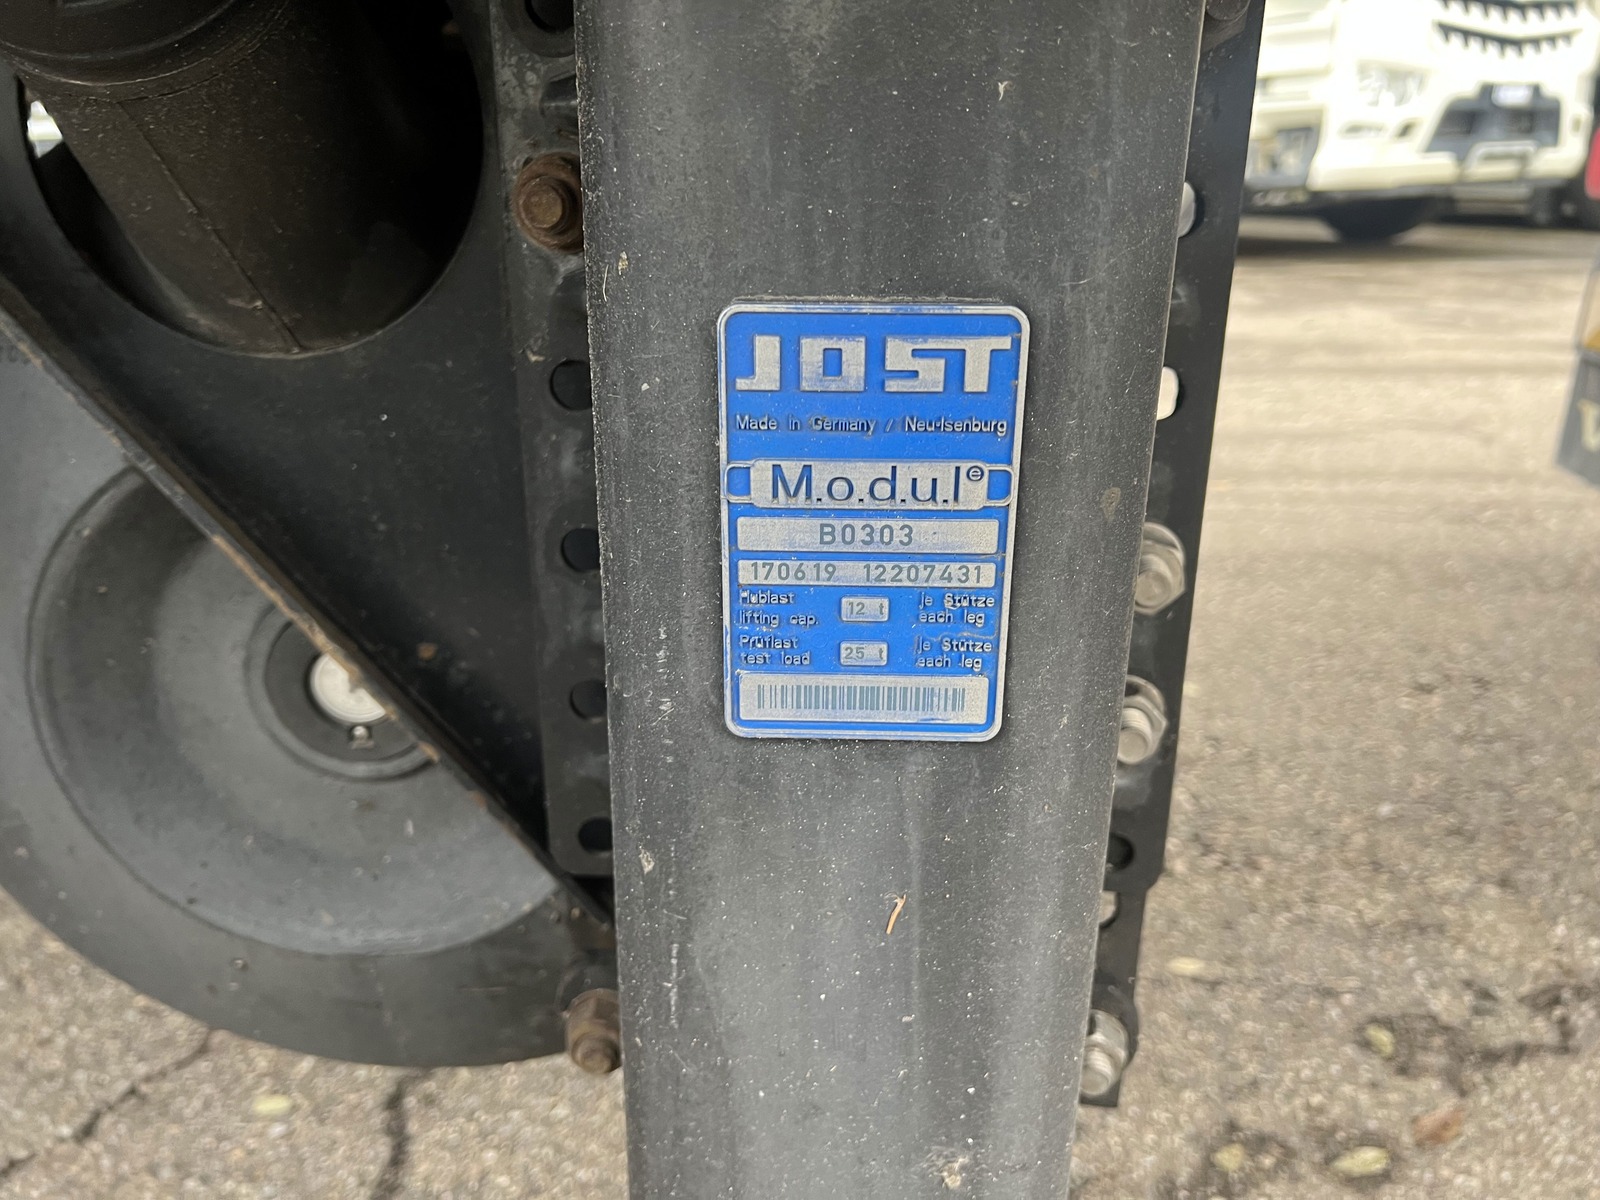 JOST
Made in Germany / Neu-Isenburg
M.o.d.u.l ®
B0303
170619 12207431
Hublast 12 t je Stütze
lifting cap. each leg
Prüflast 25 t je Stütze
test load each leg